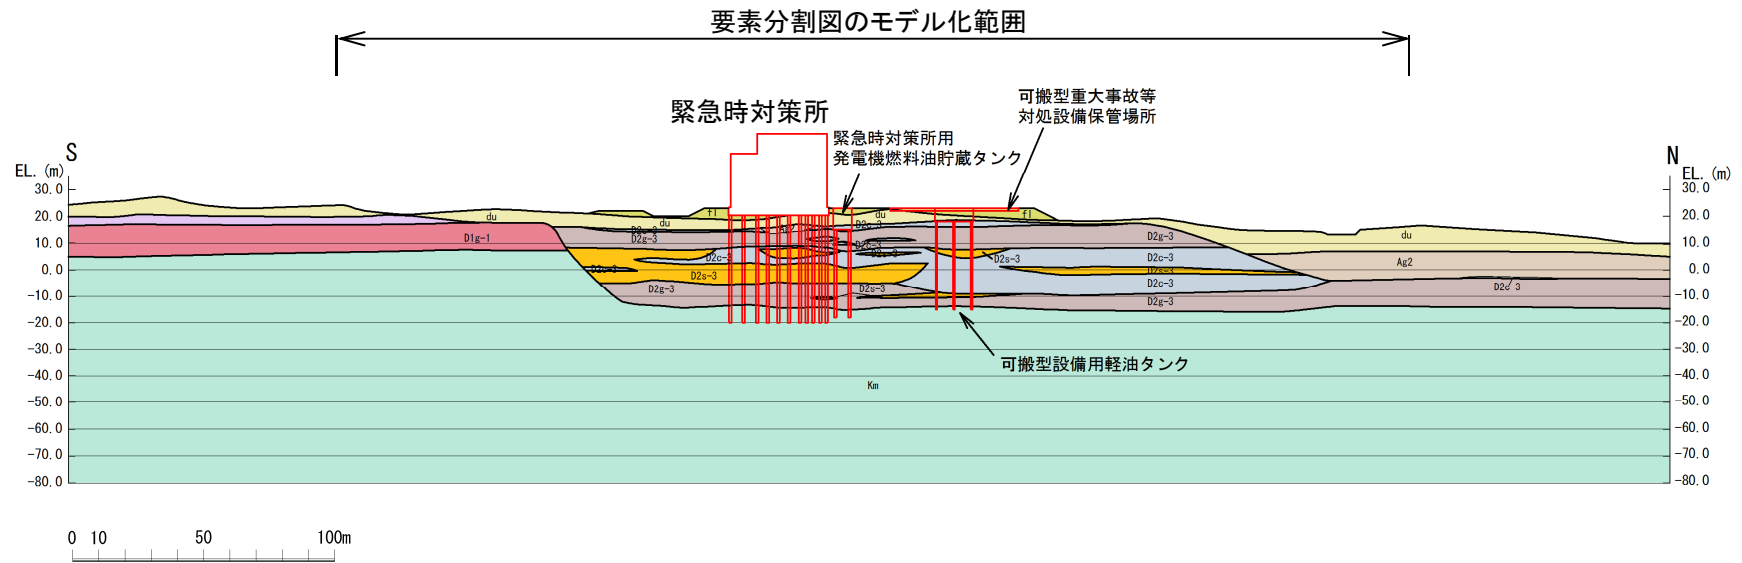 要素分割図のモデル化範囲
緊急時対策所
可搬型重大事故等
対処設備保管場所
緊急時対策所用
発電機燃料油貯蔵タンク
S
N
EL. (m)
EL. (m)
30.0
20.0
10.0
0.0
-10.0
-20.0
-30.0
-40.0
-50.0
-60.0
-70.0
-80.0
30.0
20.0
10.0
0.0
-10.0
-20.0
-30.0
-40.0
-50.0
-60.0
-70.0
-80.0
du
fl
du
fl
du
du
D1g-1
D2g-3
D2c-3
D2g-3
D2c-3
D2s-3
D2c-3
D2s-3
D2s-3
D2g-3
D2s-3
D2c-3
D2g-3
Ag2
Km
可搬型設備用軽油タンク
0 10 50 100m